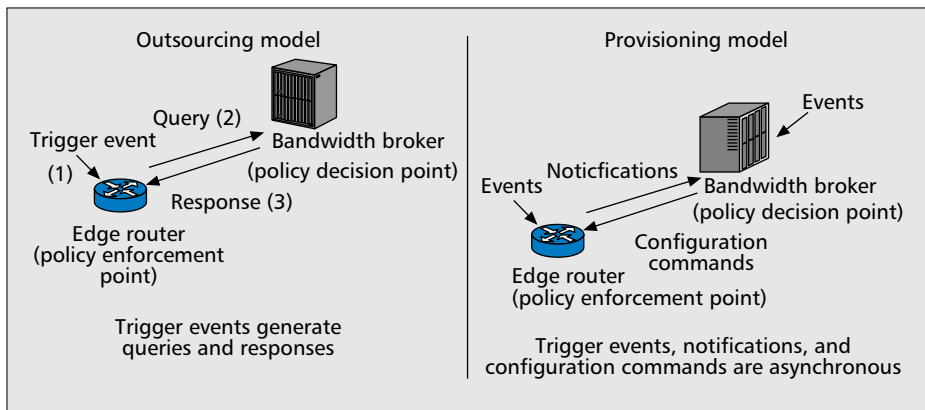 Outsourcing model
Query (2)
Trigger event
(1)
Bandwidth broker
(policy decision point)
Response (3)
Edge router
(policy enforcement
point)
Trigger events generate
queries and responses
Provisioning model
Events
Noticfications
Events
Bandwidth broker
(policy decision point)
Configuration
commands
Edge router
(policy enforcement point)
Trigger events, notifications, and
configuration commands are asynchronous